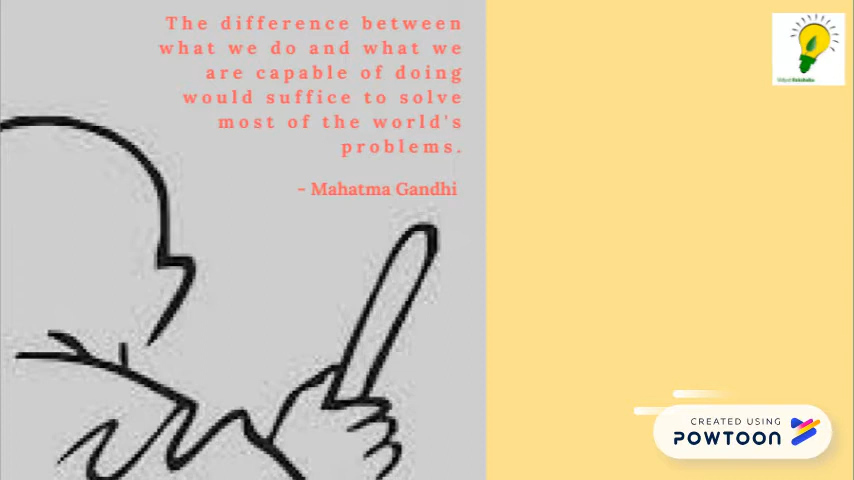 The difference between
what we do and what we
are capable of doing
would suffice to solve
most of the world's
problems.
- Mahatma Gandhi
CREATED USING
POWTOON